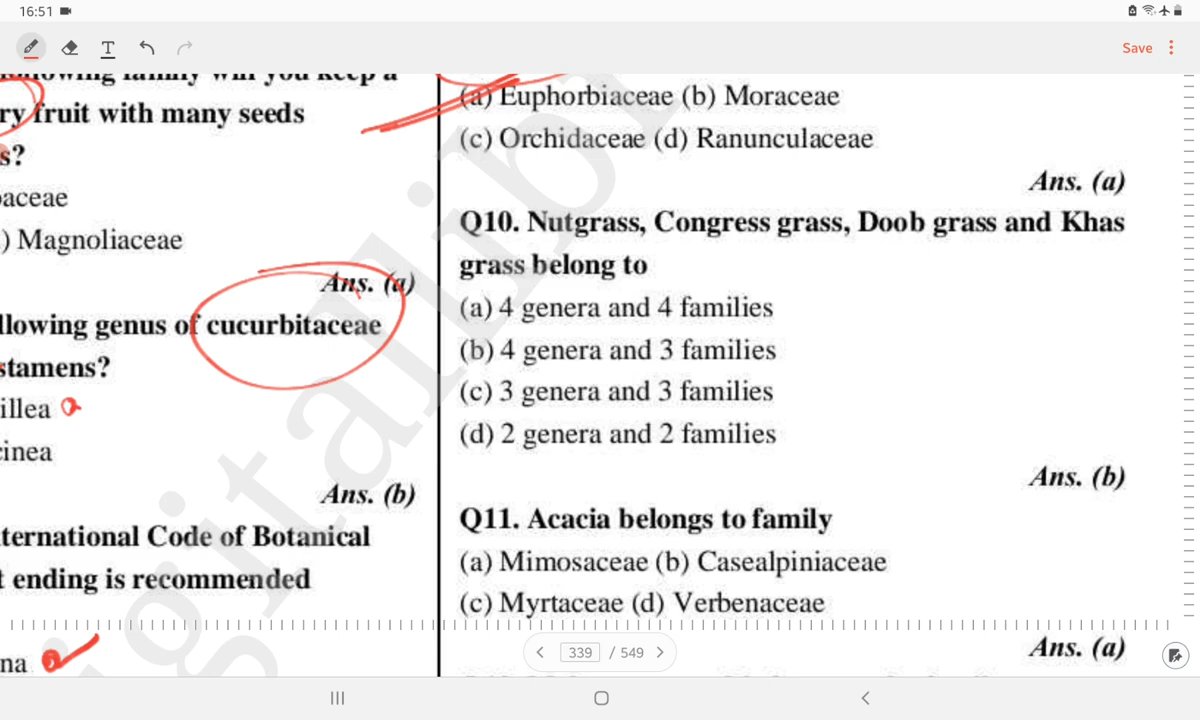 16:51
Save
ry fruit with many seeds
s?
aceae
) Magnoliaceae
Ans. (a)
llowing genus of cucurbitaceae
stamens?
illea
cinea
Ans. (b)
ternational Code of Botanical
t ending is recommended
na
(a) Euphorbiaceae (b) Moraceae
(c) Orchidaceae (d) Ranunculaceae
Ans. (a)
Q10. Nutgrass, Congress grass, Doob grass and Khas
grass belong to
(a) 4 genera and 4 families
(b) 4 genera and 3 families
(c) 3 genera and 3 families
(d) 2 genera and 2 families
Ans. (b)
Q11. Acacia belongs to family
(a) Mimosaceae (b) Casealpiniaceae
(c) Myrtaceae (d) Verbenaceae
Ans. (a)
339 / 549